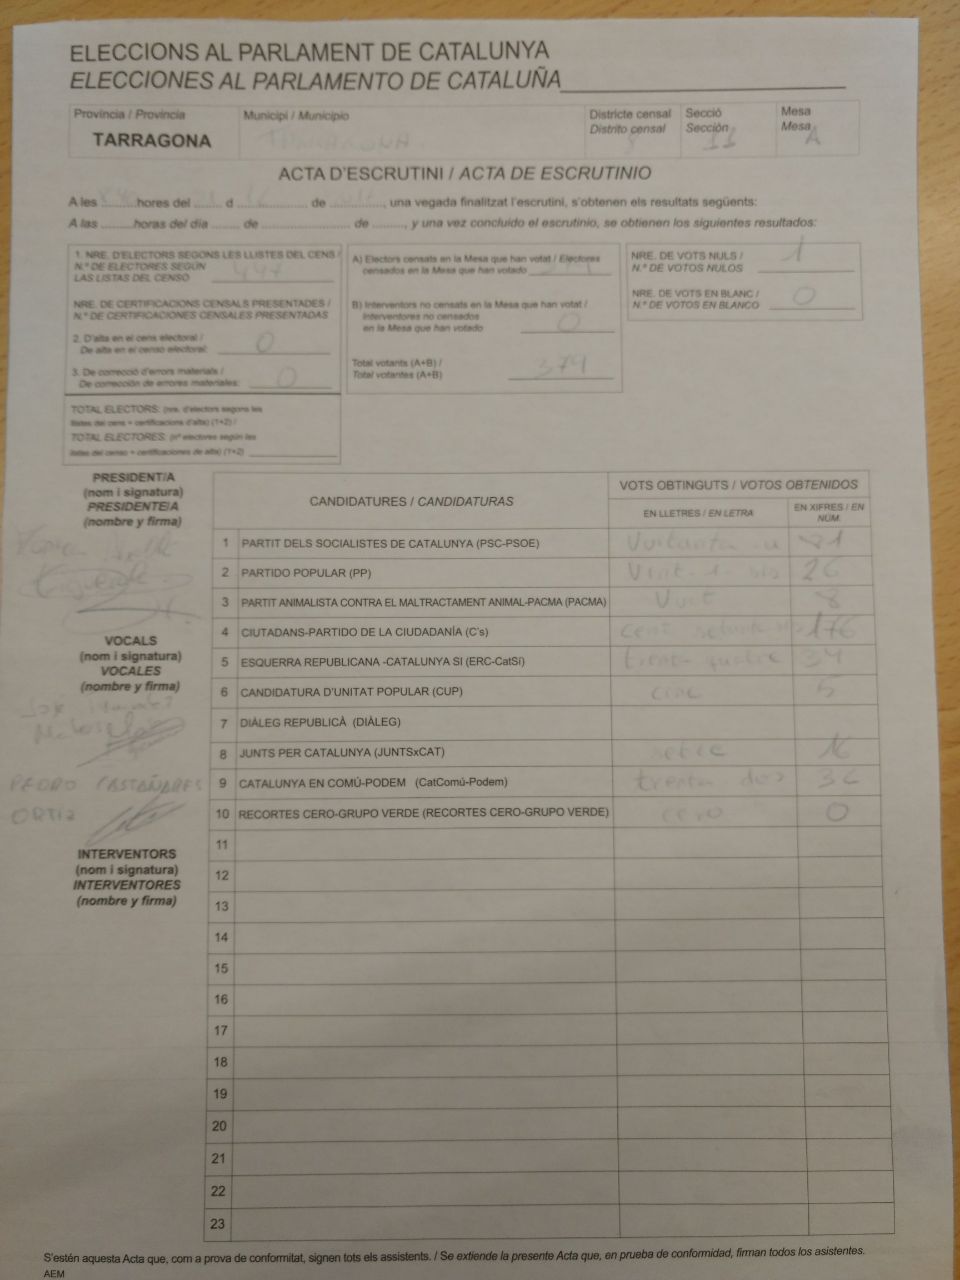 ELECCIONS AL PARLAMENT DE CATALUNYA
ELECCIONES AL PARLAMENTO DE CATALUÑA
Província / Provincia
TARRAGONA
Municipi / Municipio
TARRAGONA
Districte censal
Distrito censal
Secció
Sección
11
Mesa
Mesa
A
ACTA D'ESCRUTINI / ACTA DE ESCRUTINIO
A les hores del d de , una vegada finalitzat l'escrutini, s'obtenen els resultats següents:
A las horas del día de de , y una vez concluido el escrutinio, se obtienen los siguientes resultados:
1. NRE. D'ELECTORS SEGONS LES LLISTES DEL CENS /
N.º DE ELECTORES SEGÚN
LAS LISTAS DEL CENSO
NRE. DE CERTIFICACIONS CENSALS PRESENTADES /
N.º DE CERTIFICACIONES CENSALES PRESENTADAS
2. D'alta en el cens electoral /
De alta en el censo electoral: 0
3. De correcció d'errors materials /
De corrección de errores materiales: 0
TOTAL ELECTORS: (nre. d'electors segons les
llistes del cens + certificacions d'alta) (1+2) /
TOTAL ELECTORES: (nº electores según las
listas del censo + certificaciones de alta) (1+2)
A) Electors censats en la Mesa que han votat / Electores
censados en la Mesa que han votado
B) Interventors no censats en la Mesa que han votat /
Interventores no censados
en la Mesa que han votado 0
Total votants (A+B) /
Total votantes (A+B) 379
NRE. DE VOTS NULS /
N.º DE VOTOS NULOS 1
NRE. DE VOTS EN BLANC /
N.º DE VOTOS EN BLANCO 0
PRESIDENT/A
(nom i signatura)
PRESIDENTE/A
(nombre y firma)
VOCALS
(nom i signatura)
VOCALES
(nombre y firma)
PEDRO CASTAÑARES
ORTIZ
INTERVENTORS
(nom i signatura)
INTERVENTORES
(nombre y firma)
CANDIDATURES / CANDIDATURAS
VOTS OBTINGUTS / VOTOS OBTENIDOS
EN LLETRES / EN LETRA
EN XIFRES / EN
NÚM.
1 PARTIT DELS SOCIALISTES DE CATALUNYA (PSC-PSOE) Vuitanta u 81
2 PARTIDO POPULAR (PP) Vint-i-sis 26
3 PARTIT ANIMALISTA CONTRA EL MALTRACTAMENT ANIMAL-PACMA (PACMA) Vuit 8
4 CIUTADANS-PARTIDO DE LA CIUDADANÍA (C's) cent 176
5 ESQUERRA REPUBLICANA -CATALUNYA SI (ERC-CatSí) trenta quatre 34
6 CANDIDATURA D'UNITAT POPULAR (CUP) cinc 5
7 DIÀLEG REPUBLICÀ (DIÀLEG)
8 JUNTS PER CATALUNYA (JUNTSxCAT) setze 16
9 CATALUNYA EN COMÚ-PODEM (CatComú-Podem) trenta dos
10 RECORTES CERO-GRUPO VERDE (RECORTES CERO-GRUPO VERDE) cero 0
11
12
13
14
15
16
17
18
19
20
21
22
23
S'estén aquesta Acta que, com a prova de conformitat, signen tots els assistents. / Se extiende la presente Acta que, en prueba de conformidad, firman todos los asistentes.
AEM